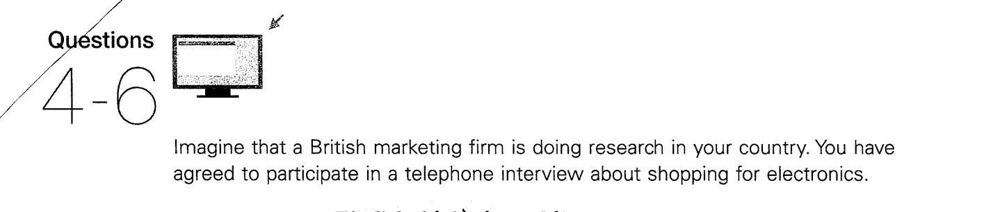 Questions
4-6
Imagine that a British marketing firm is doing research in your country. You have
agreed to participate in a telephone interview about shopping for electronics.